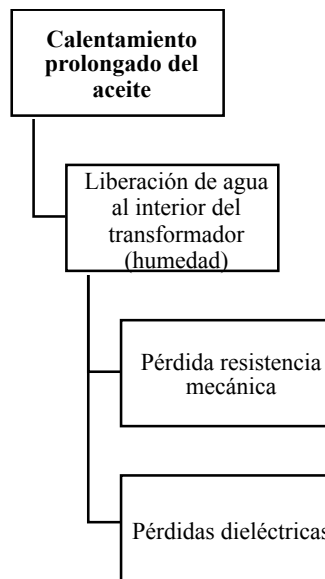 Calentamiento
prolongado del
aceite
Liberación de agua
al interior del
transformador
(humedad)
Pérdida resistencia
mecánica
Pérdidas dieléctricas